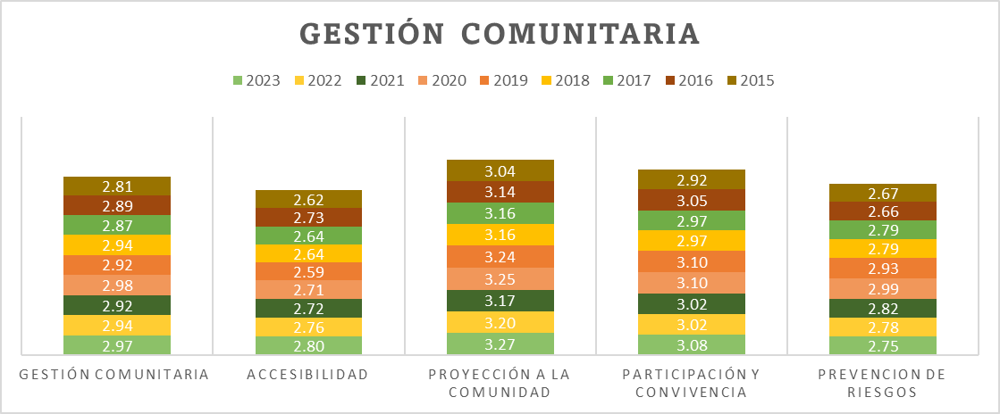 GESTIÓN COMUNITARIA
2023 2022 2021 2020 2019 2018 2017 2016 2015
2.81 2.62 3.04 2.92 2.67
2.89 2.73 3.14 3.05 2.66
2.87 2.64 3.16 2.97 2.79
2.94 2.64 3.16 2.97 2.79
2.92 2.59 3.24 3.10 2.93
2.98 2.71 3.25 3.10 2.99
2.92 2.72 3.17 3.02 2.82
2.94 2.76 3.20 3.02 2.78
2.97 2.80 3.27 3.08 2.75
GESTIÓN COMUNITARIA
ACCESIBILIDAD
PROYECCIÓN A LA
COMUNIDAD
PARTICIPACIÓN Y
CONVIVENCIA
PREVENCION DE
RIESGOS